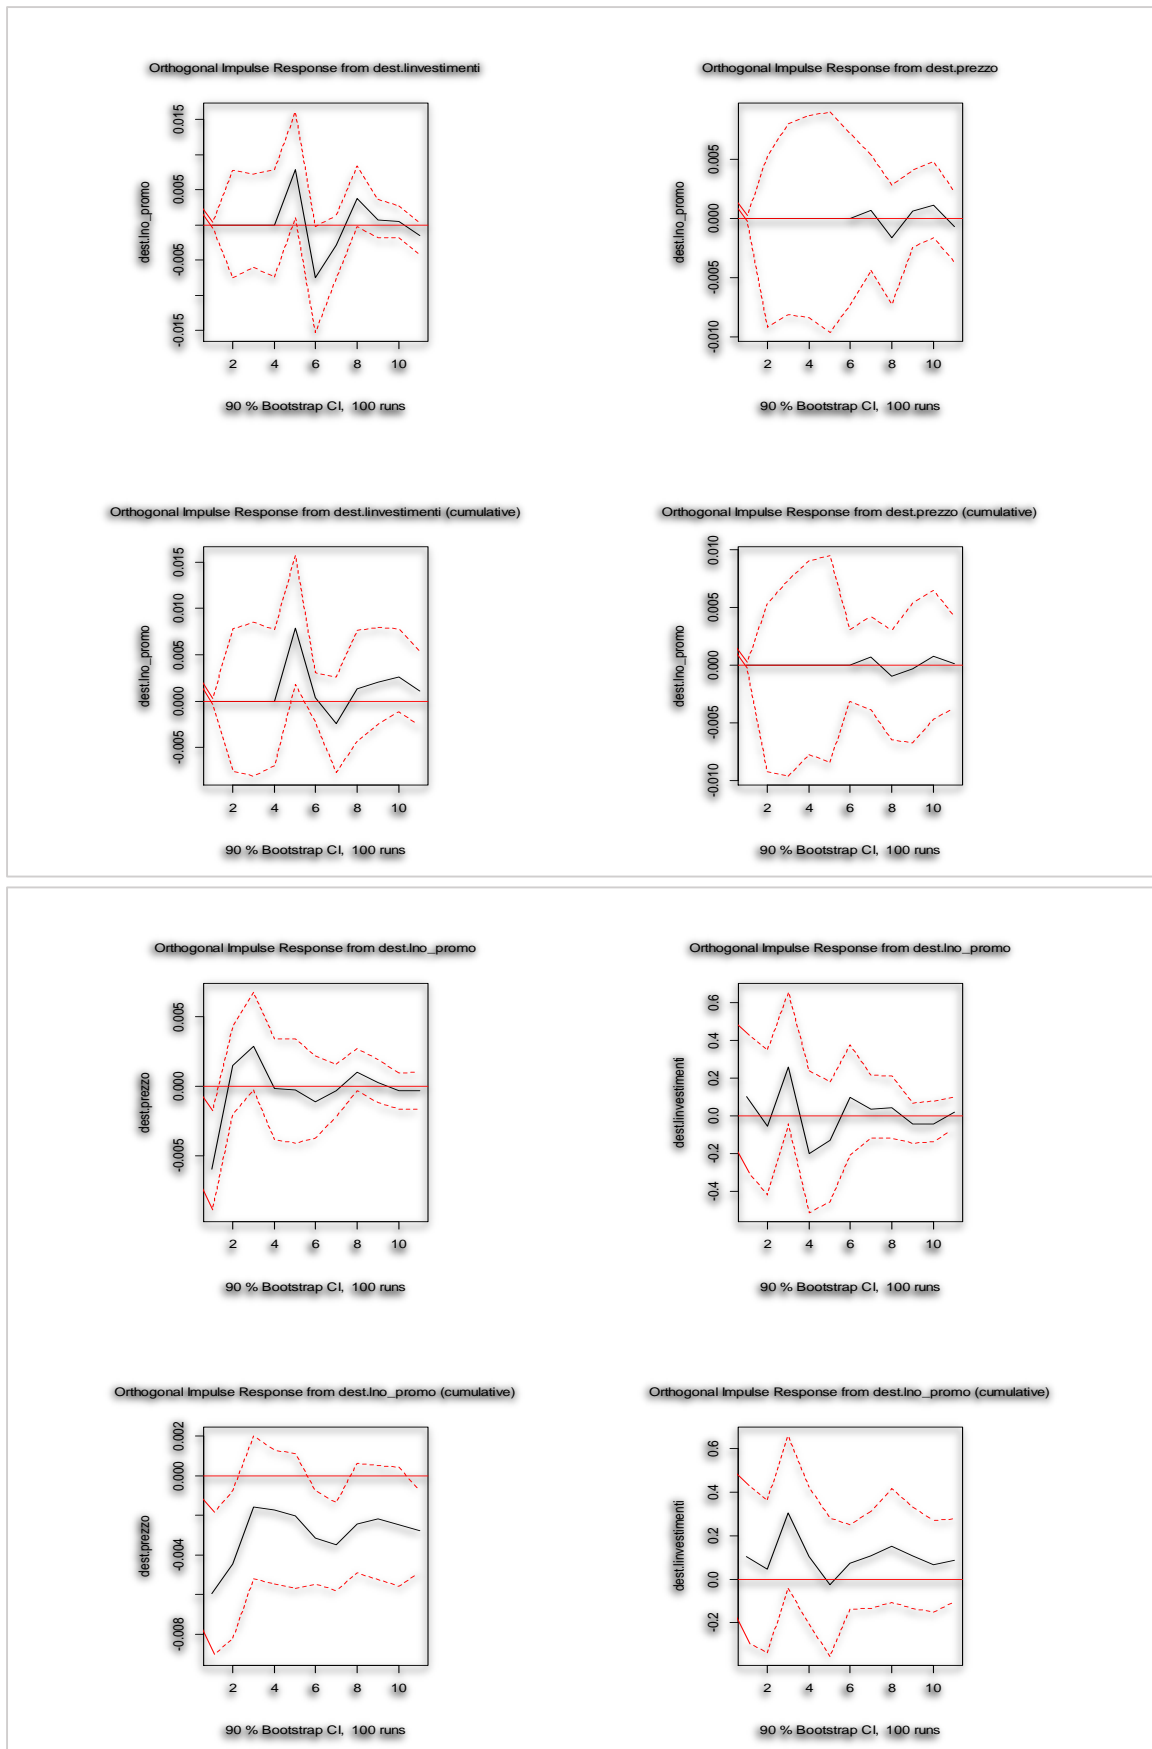 Orthogonal Impulse Response from dest.linvestimenti
dest.lno_promo
0.015
0.005
-0.005
-0.015
2 4 6 8 10
90 % Bootstrap CI, 100 runs
Orthogonal Impulse Response from dest.prezzo
dest.lno_promo
0.005
0.000
-0.005
-0.010
2 4 6 8 10
90 % Bootstrap CI, 100 runs
Orthogonal Impulse Response from dest.linvestimenti (cumulative)
dest.lno_promo
0.015
0.010
0.005
0.000
-0.005
2 4 6 8 10
90 % Bootstrap CI, 100 runs
Orthogonal Impulse Response from dest.prezzo (cumulative)
dest.lno_promo
0.010
0.005
0.000
-0.005
-0.010
2 4 6 8 10
90 % Bootstrap CI, 100 runs
Orthogonal Impulse Response from dest.lno_promo
dest.prezzo
0.005
0.000
-0.005
2 4 6 8 10
90 % Bootstrap CI, 100 runs
Orthogonal Impulse Response from dest.lno_promo
dest.linvestimenti
0.6
0.4
0.2
0.0
-0.2
-0.4
2 4 6 8 10
90 % Bootstrap CI, 100 runs
Orthogonal Impulse Response from dest.lno_promo (cumulative)
dest.prezzo
0.002
0.000
-0.004
-0.008
2 4 6 8 10
90 % Bootstrap CI, 100 runs
Orthogonal Impulse Response from dest.lno_promo (cumulative)
dest.linvestimenti
0.6
0.4
0.2
0.0
-0.2
2 4 6 8 10
90 % Bootstrap CI, 100 runs